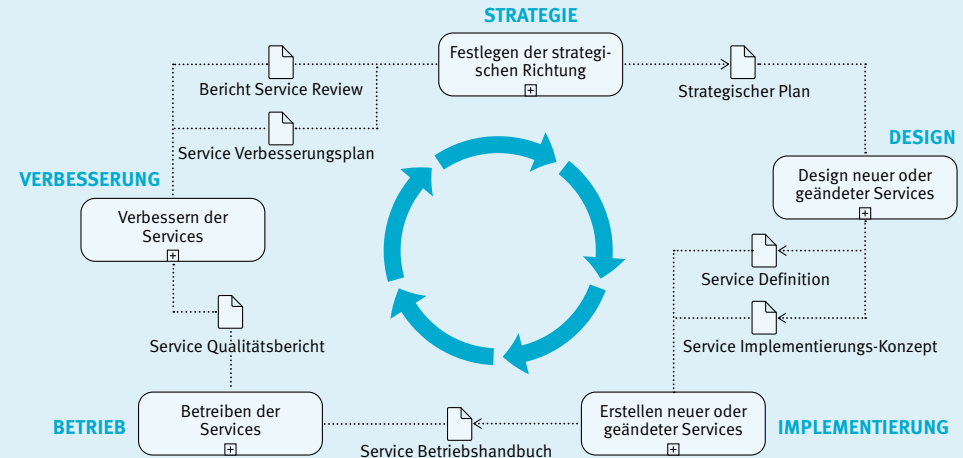 STRATEGIE
Festlegen der strategi-
schen Richtung
Bericht Service Review
Strategischer Plan
Service Verbesserungsplan
DESIGN
Design neuer oder
geändeter Services
VERBESSERUNG
Verbessern der
Services
Service Definition
Service Qualitätsbericht
Service Implementierungs-Konzept
BETRIEB
Betreiben der
Services
Service Betriebshandbuch
Erstellen neuer oder
geändeter Services
IMPLEMENTIERUNG